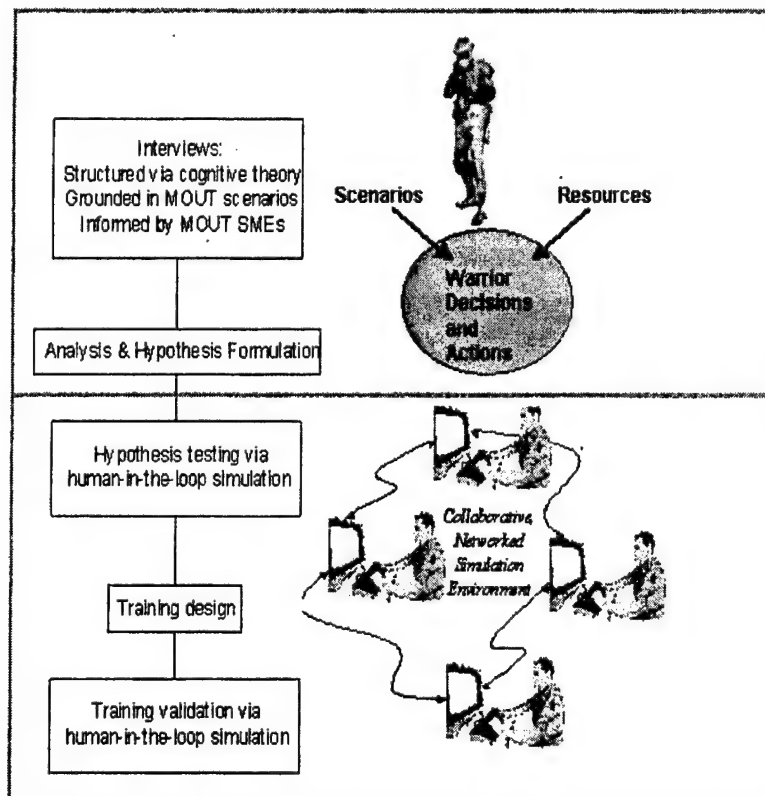 Interviews:
Structured via cognitive theory
Grounded in MOUT scenarios
Informed by MOUT SMEs
Scenarios
Resources
Warrior
Decisions
and
Actions
Analysis & Hypothesis Formulation
Hypothesis testing via
human-in-the-loop simulation
Collaborative,
Networked
Simulation
Environment
Training design
Training validation via
human-in-the-loop simulation